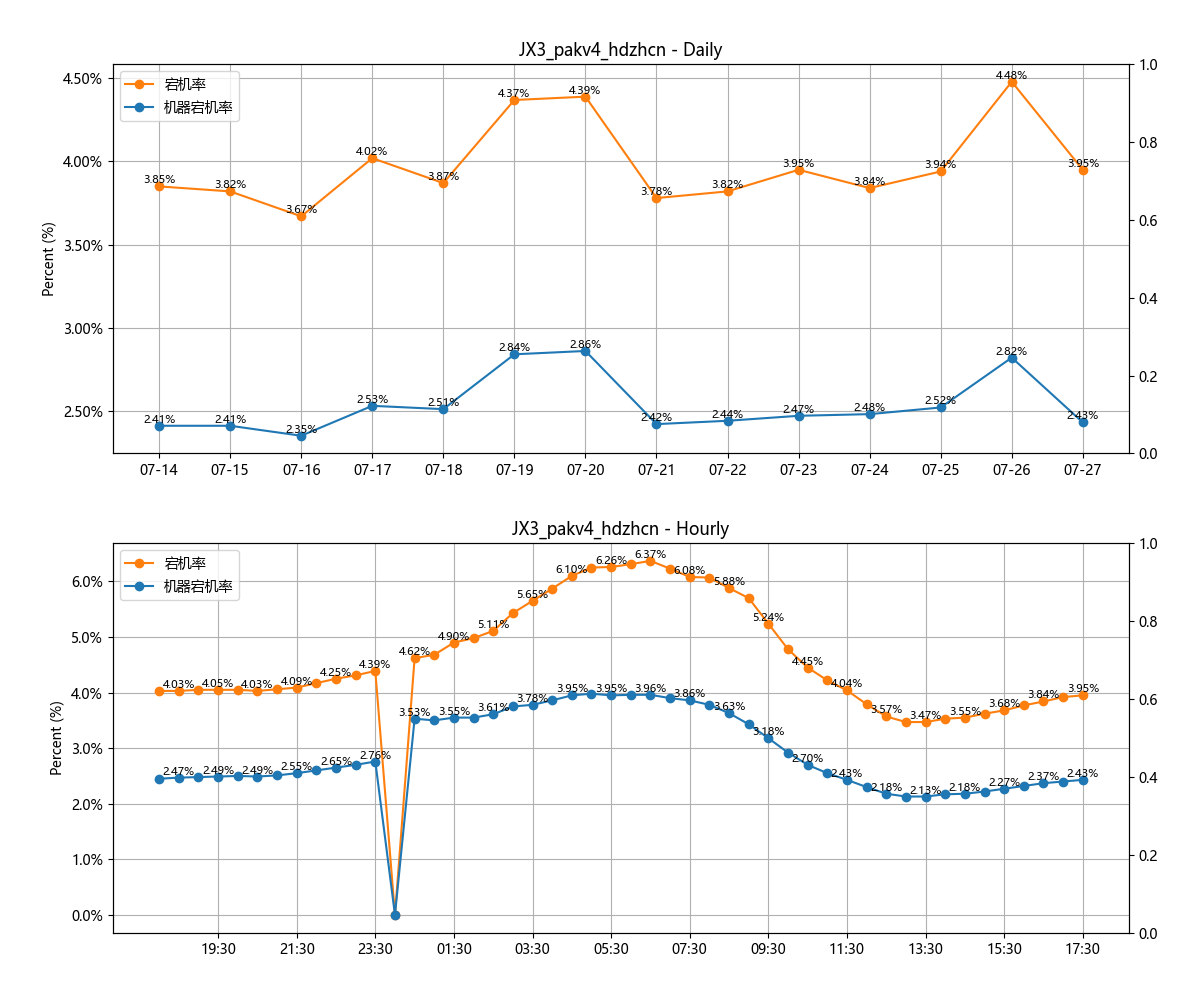 JX3_pakv4_hdzhcn - Daily
宕机率
机器宕机率
Percent (%)
4.50%
4.00%
3.50%
3.00%
2.50%
1.0
0.8
0.6
0.4
0.2
0.0
3.85% 3.82% 3.67% 4.02% 3.87% 4.37% 4.39% 3.78% 3.82% 3.95% 3.84% 3.94% 4.48% 3.95%
2.41% 2.41% 2.35% 2.53% 2.51% 2.84% 2.86% 2.42% 2.44% 2.47% 2.48% 2.52% 2.82% 2.43%
07-14 07-15 07-16 07-17 07-18 07-19 07-20 07-21 07-22 07-23 07-24 07-25 07-26 07-27
JX3_pakv4_hdzhcn - Hourly
宕机率
机器宕机率
Percent (%)
6.0%
5.0%
4.0%
3.0%
2.0%
1.0%
0.0%
1.0
0.8
0.6
0.4
0.2
0.0
4.03% 4.05% 4.03% 4.09% 4.25% 4.39% 4.62% 4.90% 5.11% 5.65% 6.10% 6.26% 6.37% 6.08% 5.88% 5.24% 4.45% 4.04% 3.57% 3.47% 3.55% 3.68% 3.84% 3.95%
2.47% 2.49% 2.49% 2.55% 2.65% 2.76% 3.53% 3.55% 3.61% 3.78% 3.95% 3.95% 3.96% 3.86% 3.63% 3.18% 2.70% 2.43% 2.18% 2.13% 2.18% 2.27% 2.37% 2.43%
19:30 21:30 23:30 01:30 03:30 05:30 07:30 09:30 11:30 13:30 15:30 17:30